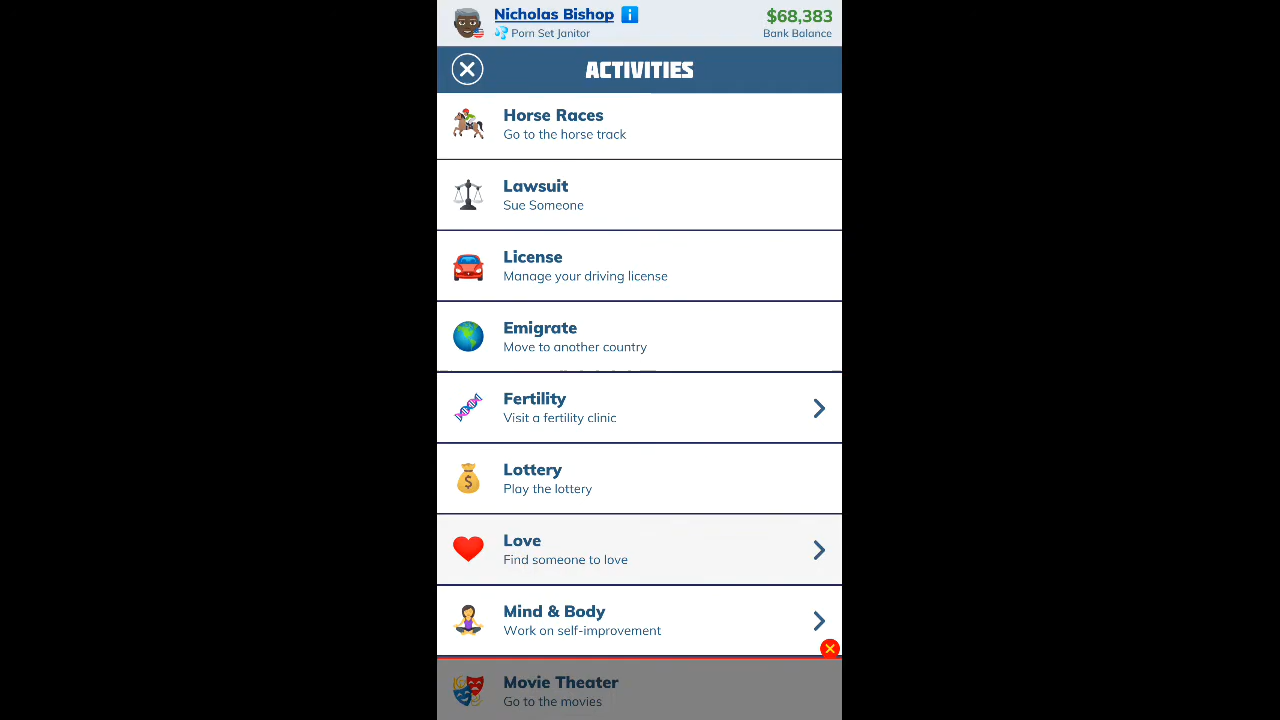 Nicholas Bishop
$68,383
Porn Set Janitor
Bank Balance
ACTIVITIES
Horse Races
Go to the horse track
Lawsuit
Sue Someone
License
Manage your driving license
Emigrate
Move to another country
Fertility
Visit a fertility clinic
Lottery
Play the lottery
Love
Find someone to love
Mind & Body
Work on self-improvement
Movie Theater
Go to the movies